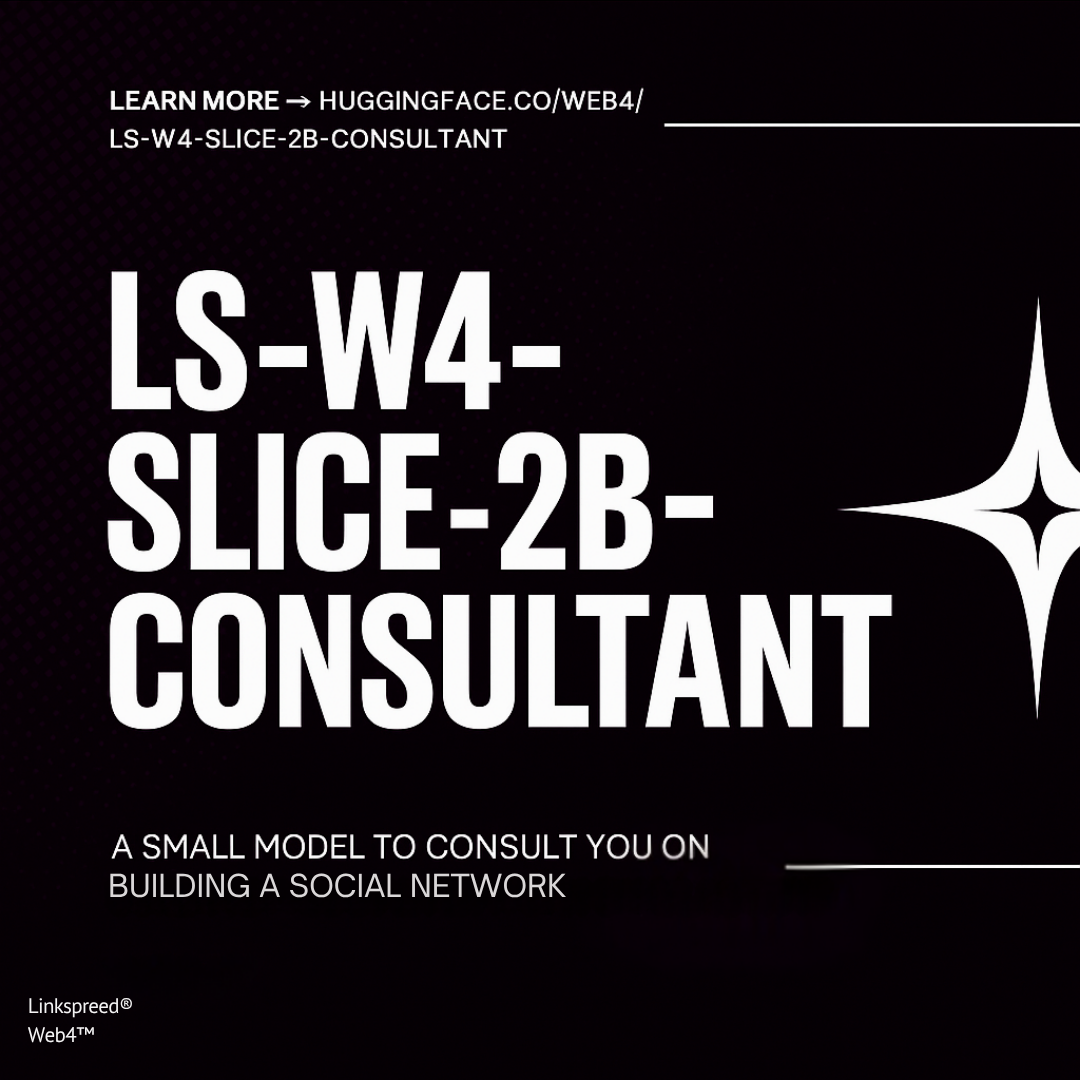 LEARN MORE → HUGGINGFACE.CO/WEB4/
LS-W4-SLICE-2B-CONSULTANT
LS-W4-
SLICE-2B-
CONSULTANT
A SMALL MODEL TO CONSULT YOU ON
BUILDING A SOCIAL NETWORK
Linkspreed®
Web4™